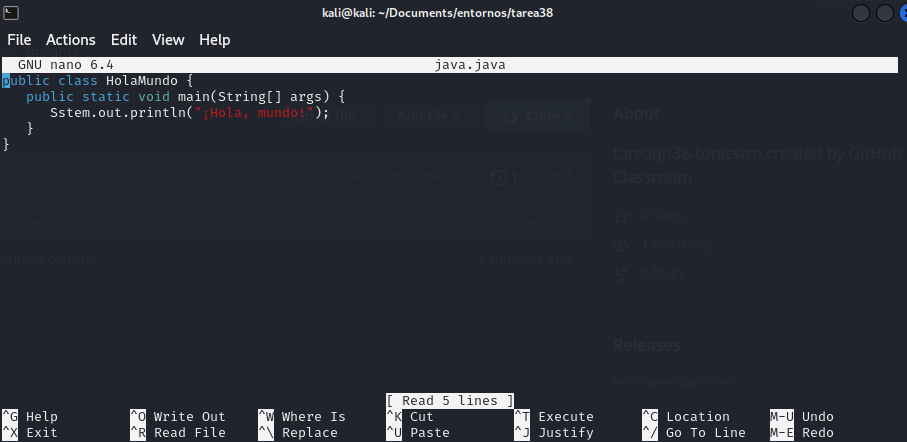 kali@kali: ~/Documents/entornos/tarea38
File Actions Edit View Help
GNU nano 6.4 java.java
public class HolaMundo {
public static void main(String[] args) {
Sstem.out.println("¡Hola, mundo!");
}
}
file Add file Code
About
tareagit38-tonicstro created by GitHub
Classroom
6 minutes ago 1 commit
primer commit 6 minutes ago
primer commit 6 minutes ago
0 stars
1 watching
0 forks
Releases
No releases published
[ Read 5 lines ]
^G Help ^O Write Out ^W Where Is ^K Cut ^T Execute ^C Location M-U Undo
^X Exit ^R Read File ^\ Replace ^U Paste ^J Justify ^/ Go To Line M-E Redo